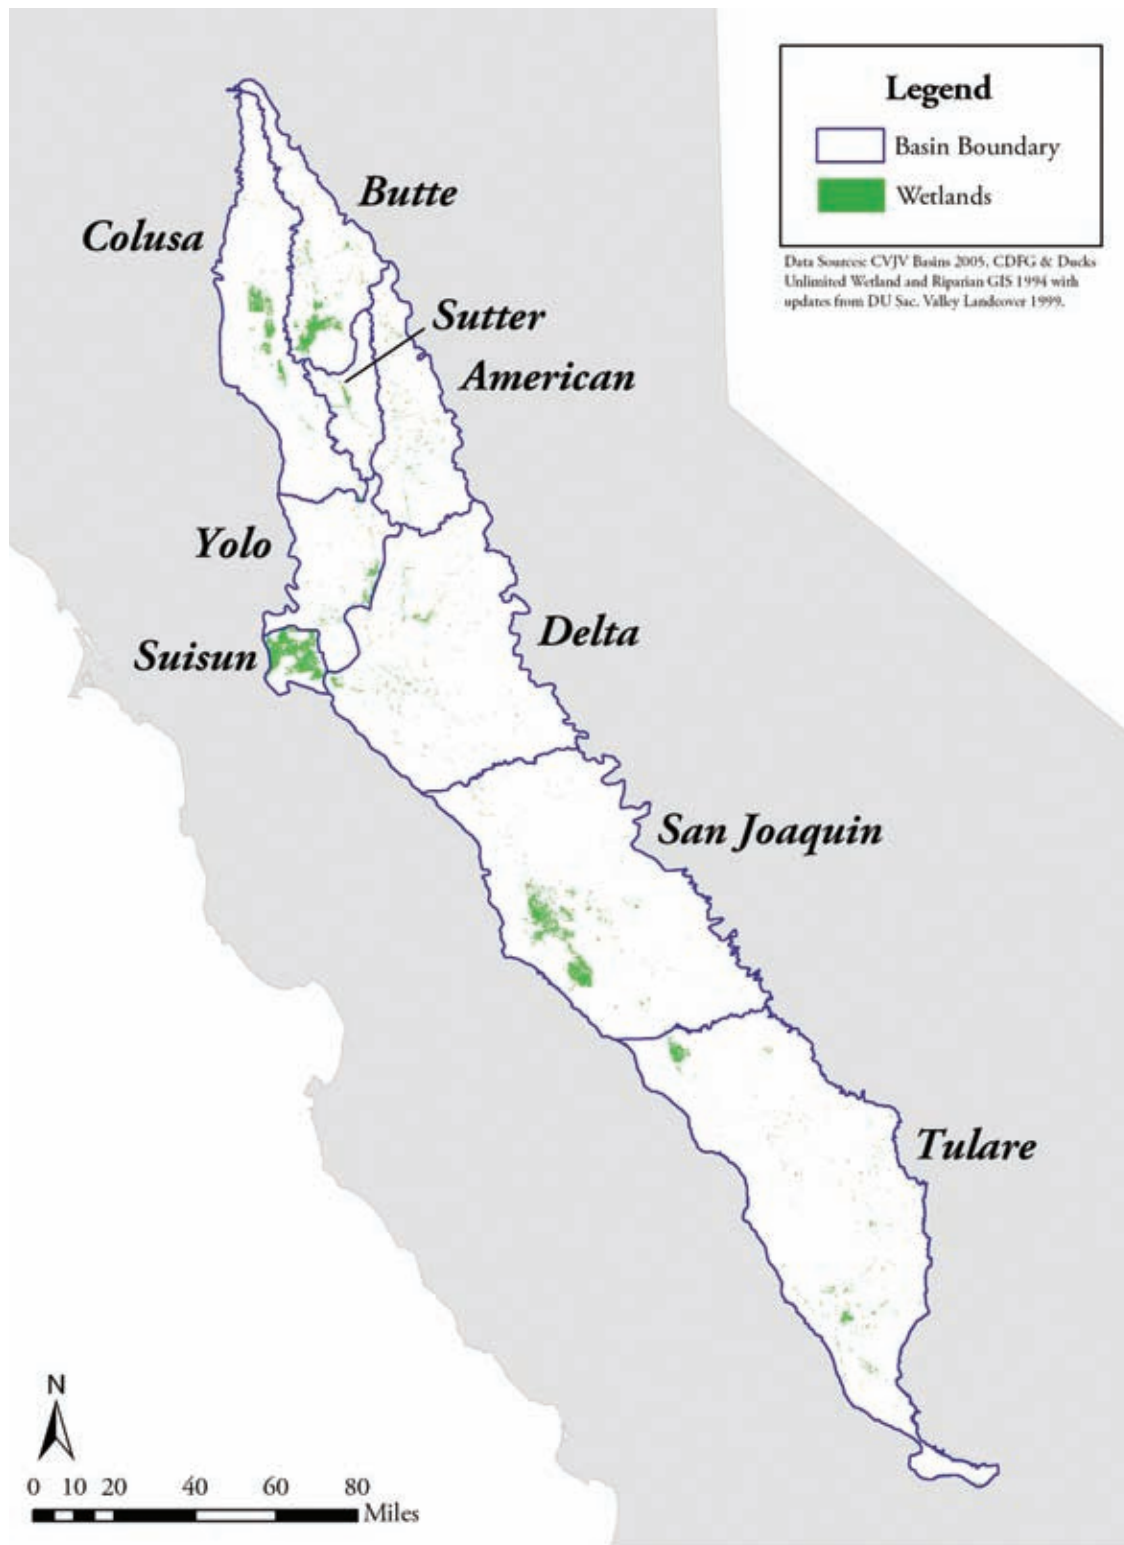 Legend
Basin Boundary
Wetlands
Data Sources: CVJV Basins 2005, CDFG & Ducks
Unlimited Wetland and Riparian GIS 1994 with
updates from DU Sac. Valley Landcover 1999.
Butte
Colusa
Sutter
American
Yolo
Delta
Suisun
San Joaquin
Tulare
N
0 10 20 40 60 80
Miles